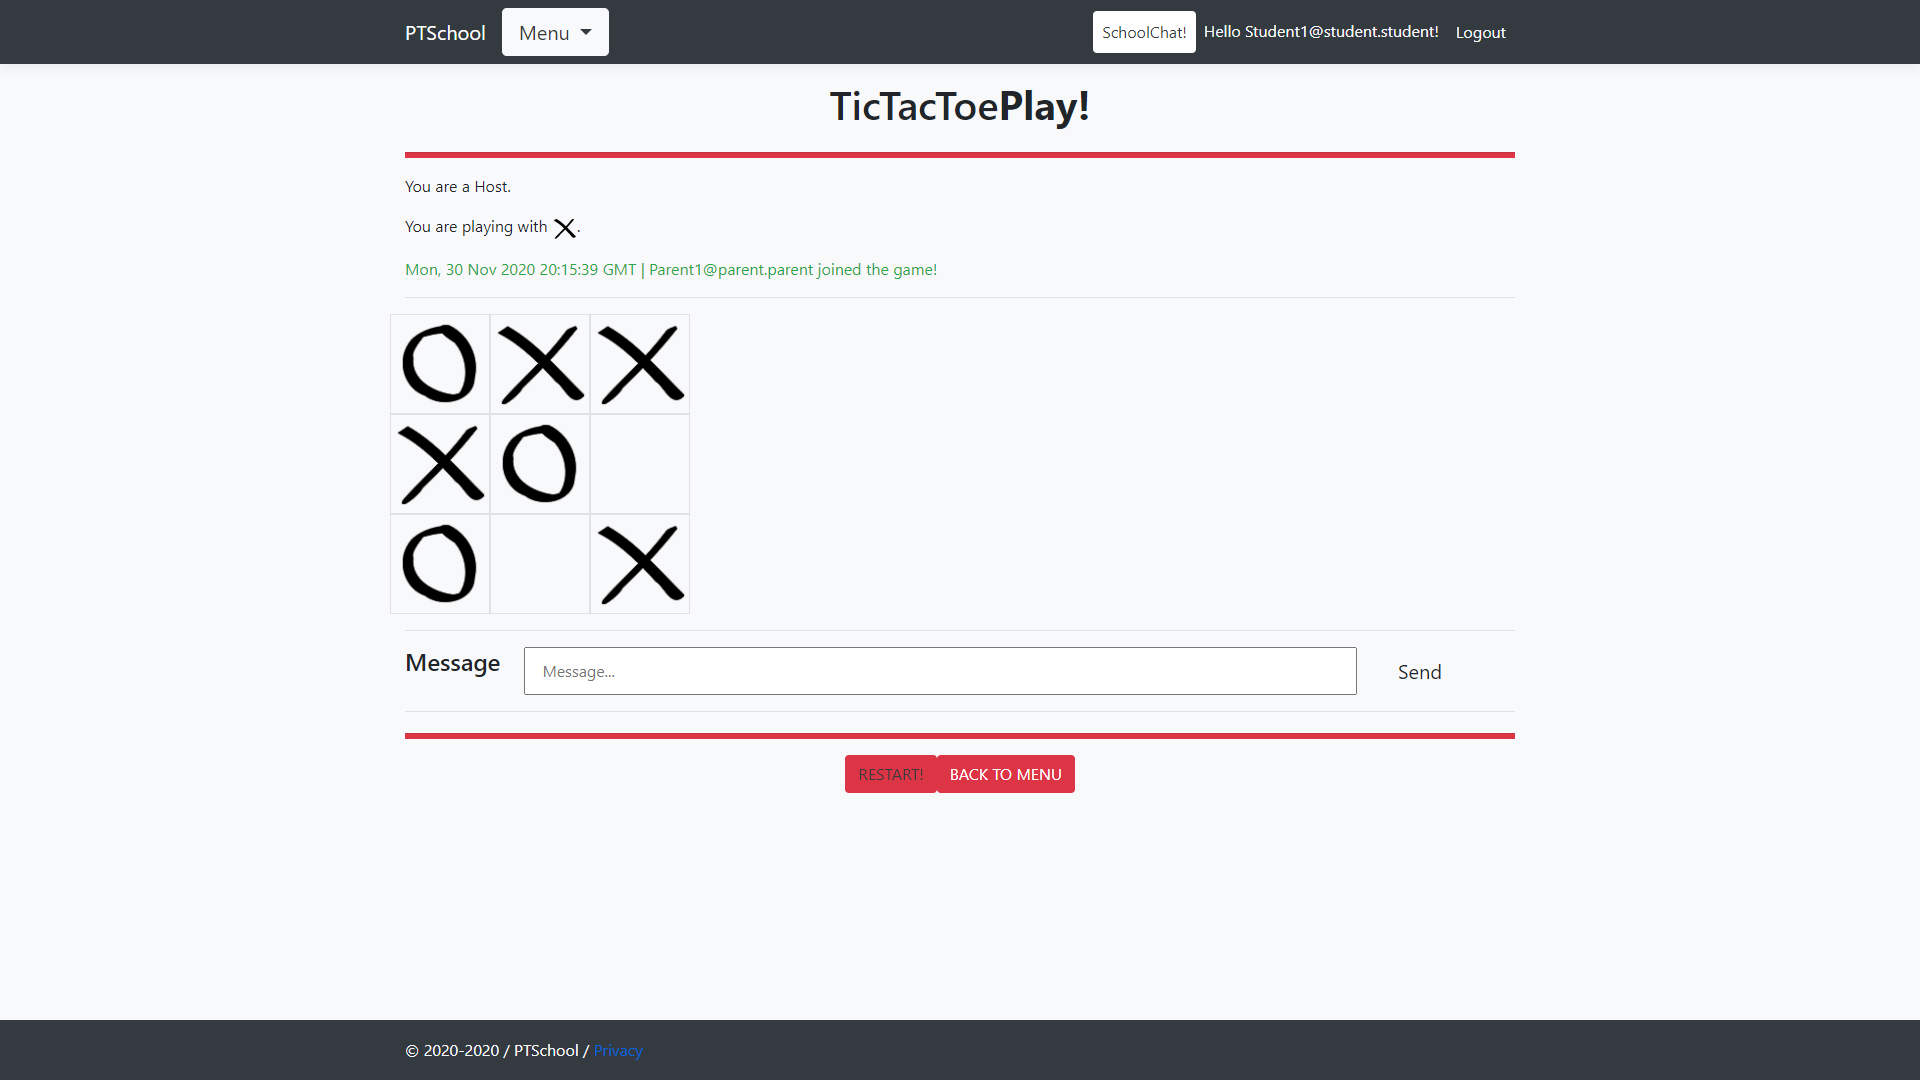 PTSchool Menu SchoolChat! Hello Student1@student.student! Logout
TicTacToePlay!
You are a Host.
You are playing with X.
Mon, 30 Nov 2020 20:15:39 GMT | Parent1@parent.parent joined the game!
O X X
X O
O X
Message Message... Send
RESTART! BACK TO MENU
© 2020-2020 / PTSchool / Privacy